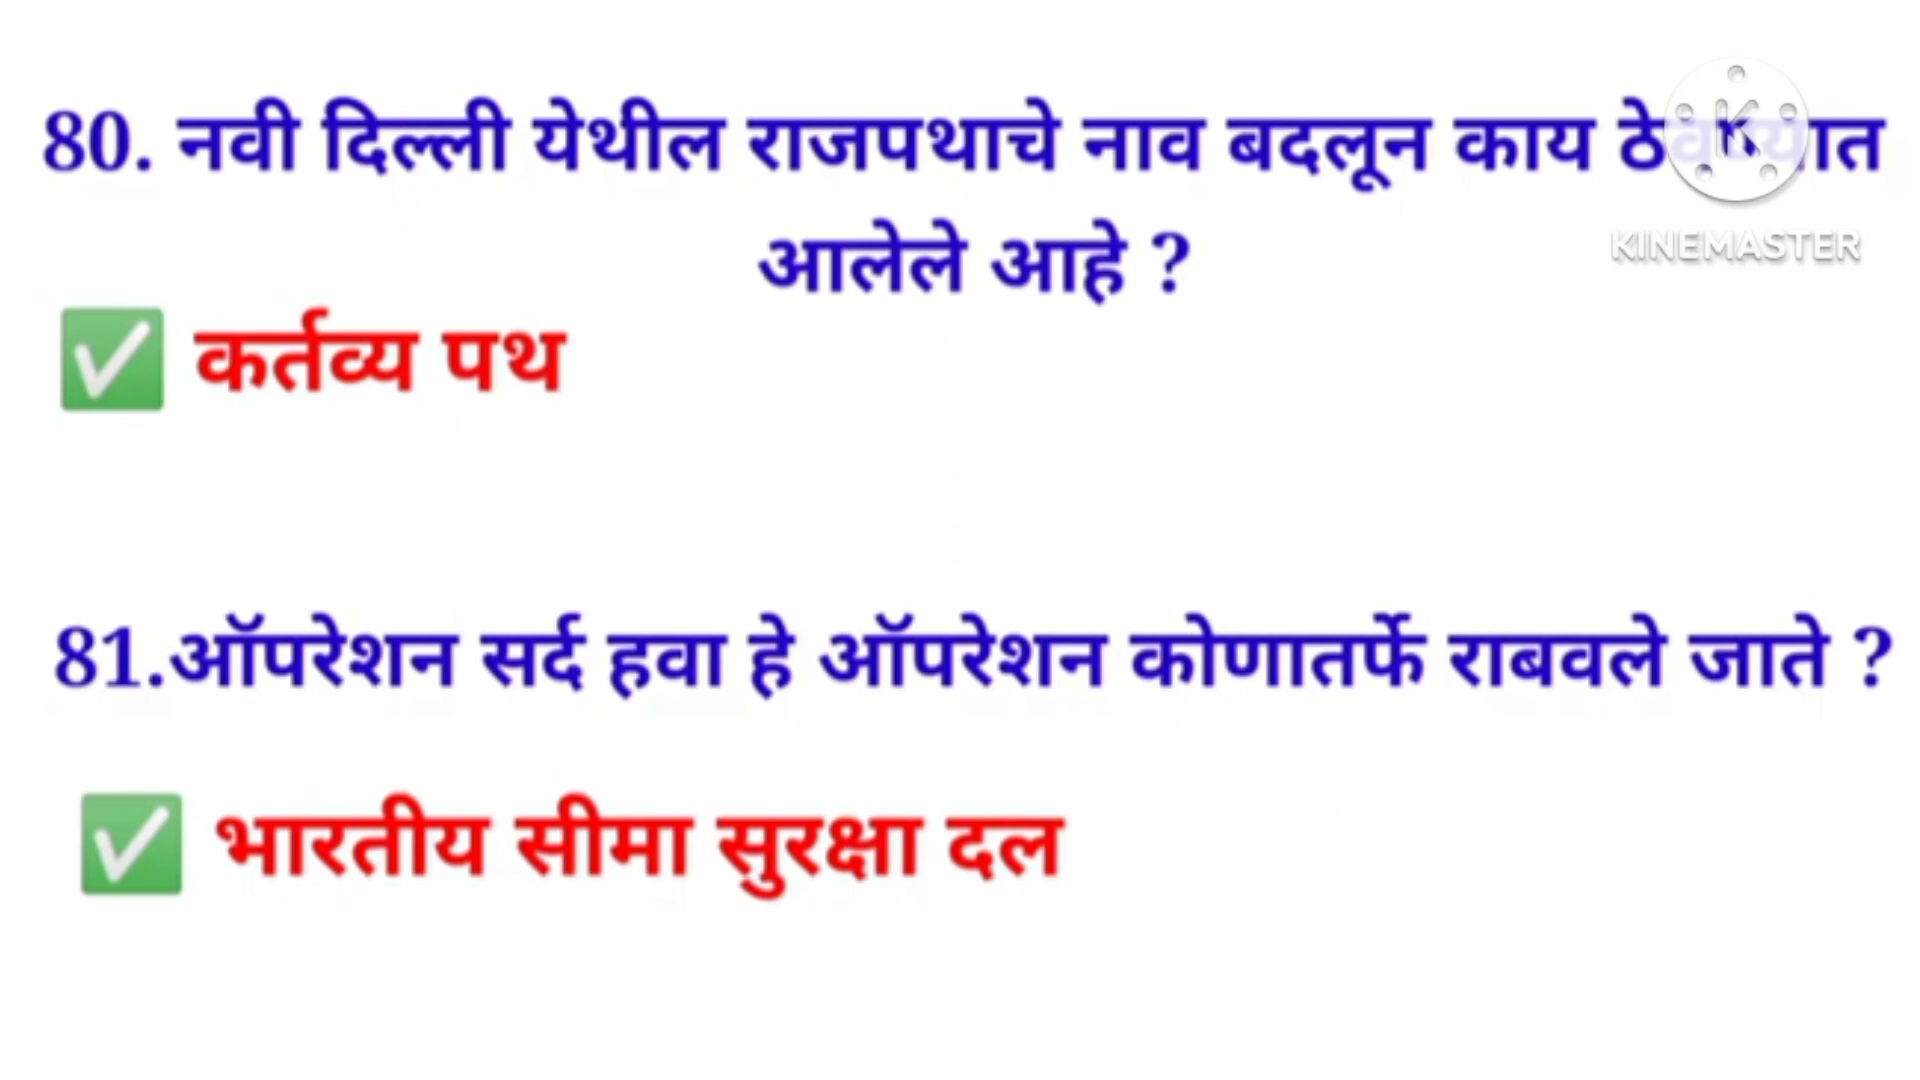 80. नवी दिल्ली येथील राजपथाचे नाव बदलून काय ठेवण्यात
आलेले आहे ?
KINEMASTER
✅ कर्तव्य पथ
81.ऑपरेशन सर्द हवा हे ऑपरेशन कोणातर्फे राबवले जाते ?
✅ भारतीय सीमा सुरक्षा दल